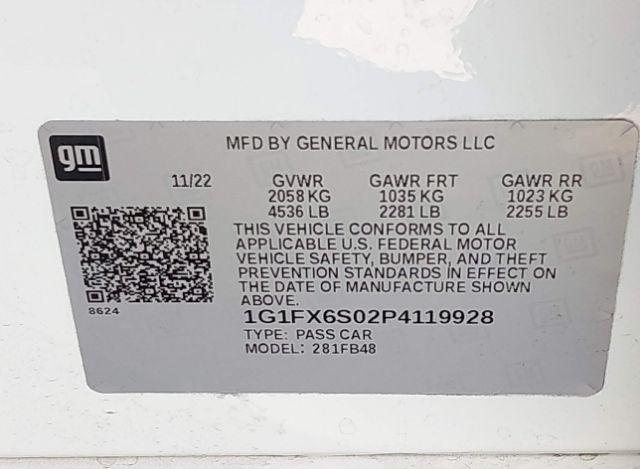 gm
MFD BY GENERAL MOTORS LLC
11/22 GVWR GAWR FRT GAWR RR
2058 KG 1035 KG 1023 KG
4536 LB 2281 LB 2255 LB
THIS VEHICLE CONFORMS TO ALL
APPLICABLE U.S. FEDERAL MOTOR
VEHICLE SAFETY, BUMPER, AND THEFT
PREVENTION STANDARDS IN EFFECT ON
THE DATE OF MANUFACTURE SHOWN
ABOVE.
8624
1G1FX6S02P4119928
TYPE: PASS CAR
MODEL: 281FB48